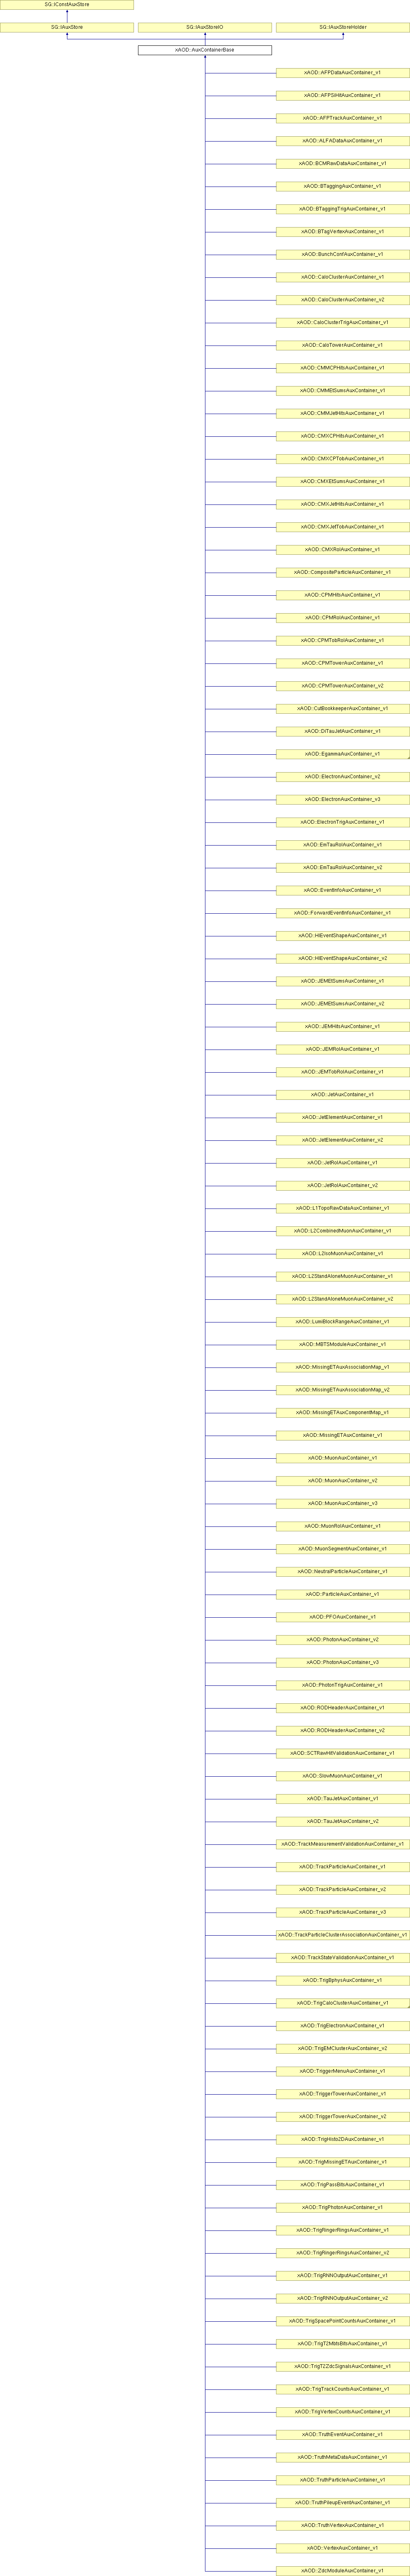 SG::IConstAuxStore
SG::IAuxStore
SG::IAuxStoreIO
SG::IAuxStoreHolder
xAOD::AuxContainerBase
xAOD::AFPDataAuxContainer_v1
xAOD::AFPSiHitAuxContainer_v1
xAOD::AFPTrackAuxContainer_v1
xAOD::ALFADataAuxContainer_v1
xAOD::BCMRawDataAuxContainer_v1
xAOD::BTaggingAuxContainer_v1
xAOD::BTaggingTrigAuxContainer_v1
xAOD::BTagVertexAuxContainer_v1
xAOD::BunchConfAuxContainer_v1
xAOD::CaloClusterAuxContainer_v1
xAOD::CaloClusterAuxContainer_v2
xAOD::CaloClusterTrigAuxContainer_v1
xAOD::CaloTowerAuxContainer_v1
xAOD::CMMCPHitsAuxContainer_v1
xAOD::CMMEtSumsAuxContainer_v1
xAOD::CMMJetHitsAuxContainer_v1
xAOD::CMXCPHitsAuxContainer_v1
xAOD::CMXCPTobAuxContainer_v1
xAOD::CMXEtSumsAuxContainer_v1
xAOD::CMXJetHitsAuxContainer_v1
xAOD::CMXJetTobAuxContainer_v1
xAOD::CMXRoIAuxContainer_v1
xAOD::CompositeParticleAuxContainer_v1
xAOD::CPMHitsAuxContainer_v1
xAOD::CPMRoIAuxContainer_v1
xAOD::CPMTobRoIAuxContainer_v1
xAOD::CPMTowerAuxContainer_v1
xAOD::CPMTowerAuxContainer_v2
xAOD::CutBookkeeperAuxContainer_v1
xAOD::DiTauJetAuxContainer_v1
xAOD::EgammaAuxContainer_v1
xAOD::ElectronAuxContainer_v2
xAOD::ElectronAuxContainer_v3
xAOD::ElectronTrigAuxContainer_v1
xAOD::EmTauRoIAuxContainer_v1
xAOD::EmTauRoIAuxContainer_v2
xAOD::EventInfoAuxContainer_v1
xAOD::ForwardEventInfoAuxContainer_v1
xAOD::HIEventShapeAuxContainer_v1
xAOD::HIEventShapeAuxContainer_v2
xAOD::JEMEtSumsAuxContainer_v1
xAOD::JEMEtSumsAuxContainer_v2
xAOD::JEMHitsAuxContainer_v1
xAOD::JEMRoIAuxContainer_v1
xAOD::JEMTobRoIAuxContainer_v1
xAOD::JetAuxContainer_v1
xAOD::JetElementAuxContainer_v1
xAOD::JetElementAuxContainer_v2
xAOD::JetRoIAuxContainer_v1
xAOD::JetRoIAuxContainer_v2
xAOD::L1TopoRawDataAuxContainer_v1
xAOD::L2CombinedMuonAuxContainer_v1
xAOD::L2IsoMuonAuxContainer_v1
xAOD::L2StandAloneMuonAuxContainer_v1
xAOD::L2StandAloneMuonAuxContainer_v2
xAOD::LumiBlockRangeAuxContainer_v1
xAOD::MBTSModuleAuxContainer_v1
xAOD::MissingETAuxAssociationMap_v1
xAOD::MissingETAuxAssociationMap_v2
xAOD::MissingETAuxComponentMap_v1
xAOD::MissingETAuxContainer_v1
xAOD::MuonAuxContainer_v1
xAOD::MuonAuxContainer_v2
xAOD::MuonAuxContainer_v3
xAOD::MuonRoIAuxContainer_v1
xAOD::MuonSegmentAuxContainer_v1
xAOD::NeutralParticleAuxContainer_v1
xAOD::ParticleAuxContainer_v1
xAOD::PFOAuxContainer_v1
xAOD::PhotonAuxContainer_v2
xAOD::PhotonAuxContainer_v3
xAOD::PhotonTrigAuxContainer_v1
xAOD::RODHeaderAuxContainer_v1
xAOD::RODHeaderAuxContainer_v2
xAOD::SCTRawHitValidationAuxContainer_v1
xAOD::SlowMuonAuxContainer_v1
xAOD::TauJetAuxContainer_v1
xAOD::TauJetAuxContainer_v2
xAOD::TrackMeasurementValidationAuxContainer_v1
xAOD::TrackParticleAuxContainer_v1
xAOD::TrackParticleAuxContainer_v2
xAOD::TrackParticleAuxContainer_v3
xAOD::TrackParticleClusterAssociationAuxContainer_v1
xAOD::TrackStateValidationAuxContainer_v1
xAOD::TrigBphysAuxContainer_v1
xAOD::TrigCaloClusterAuxContainer_v1
xAOD::TrigElectronAuxContainer_v1
xAOD::TrigEMClusterAuxContainer_v2
xAOD::TriggerMenuAuxContainer_v1
xAOD::TriggerTowerAuxContainer_v1
xAOD::TriggerTowerAuxContainer_v2
xAOD::TrigHisto2DAuxContainer_v1
xAOD::TrigMissingETAuxContainer_v1
xAOD::TrigPassBitsAuxContainer_v1
xAOD::TrigPhotonAuxContainer_v1
xAOD::TrigRingerRingsAuxContainer_v1
xAOD::TrigRingerRingsAuxContainer_v2
xAOD::TrigRNNOutputAuxContainer_v1
xAOD::TrigRNNOutputAuxContainer_v2
xAOD::TrigSpacePointCountsAuxContainer_v1
xAOD::TrigT2MbtsBitsAuxContainer_v1
xAOD::TrigT2ZdcSignalsAuxContainer_v1
xAOD::TrigTrackCountsAuxContainer_v1
xAOD::TrigVertexCountsAuxContainer_v1
xAOD::TruthEventAuxContainer_v1
xAOD::TruthMetaDataAuxContainer_v1
xAOD::TruthParticleAuxContainer_v1
xAOD::TruthPileupEventAuxContainer_v1
xAOD::TruthVertexAuxContainer_v1
xAOD::VertexAuxContainer_v1
xAOD::ZdcModuleAuxContainer_v1